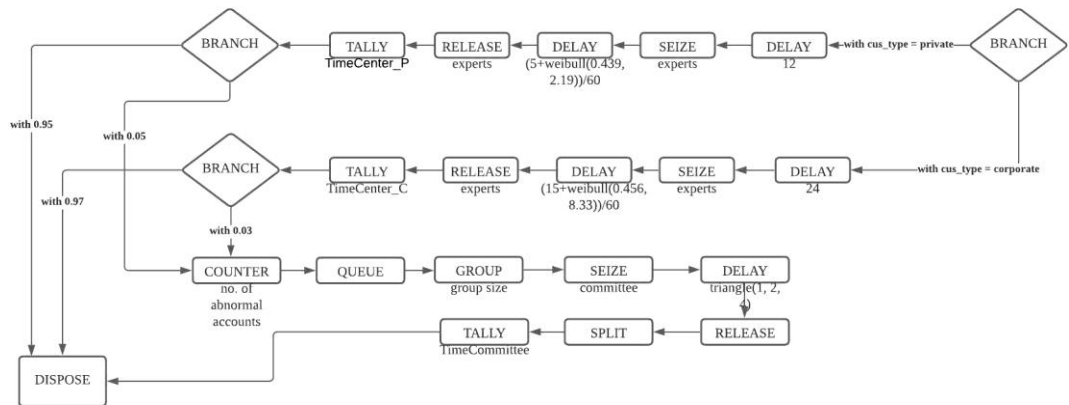 BRANCH
with cus_type = private
DELAY
12
SEIZE
experts
DELAY
(5+weibull(0.439,
2.19))/60
RELEASE
experts
TALLY
TimeCenter_P
BRANCH
with 0.95
with 0.05
with cus_type = corporate
DELAY
24
SEIZE
experts
DELAY
(15+weibull(0.456,
8.33))/60
RELEASE
experts
TALLY
TimeCenter_C
BRANCH
with 0.97
with 0.03
COUNTER
no. of
abnormal
accounts
QUEUE
GROUP
group size
SEIZE
committee
DELAY
triangle(1, 2,
4)
RELEASE
SPLIT
TALLY
TimeCommittee
DISPOSE